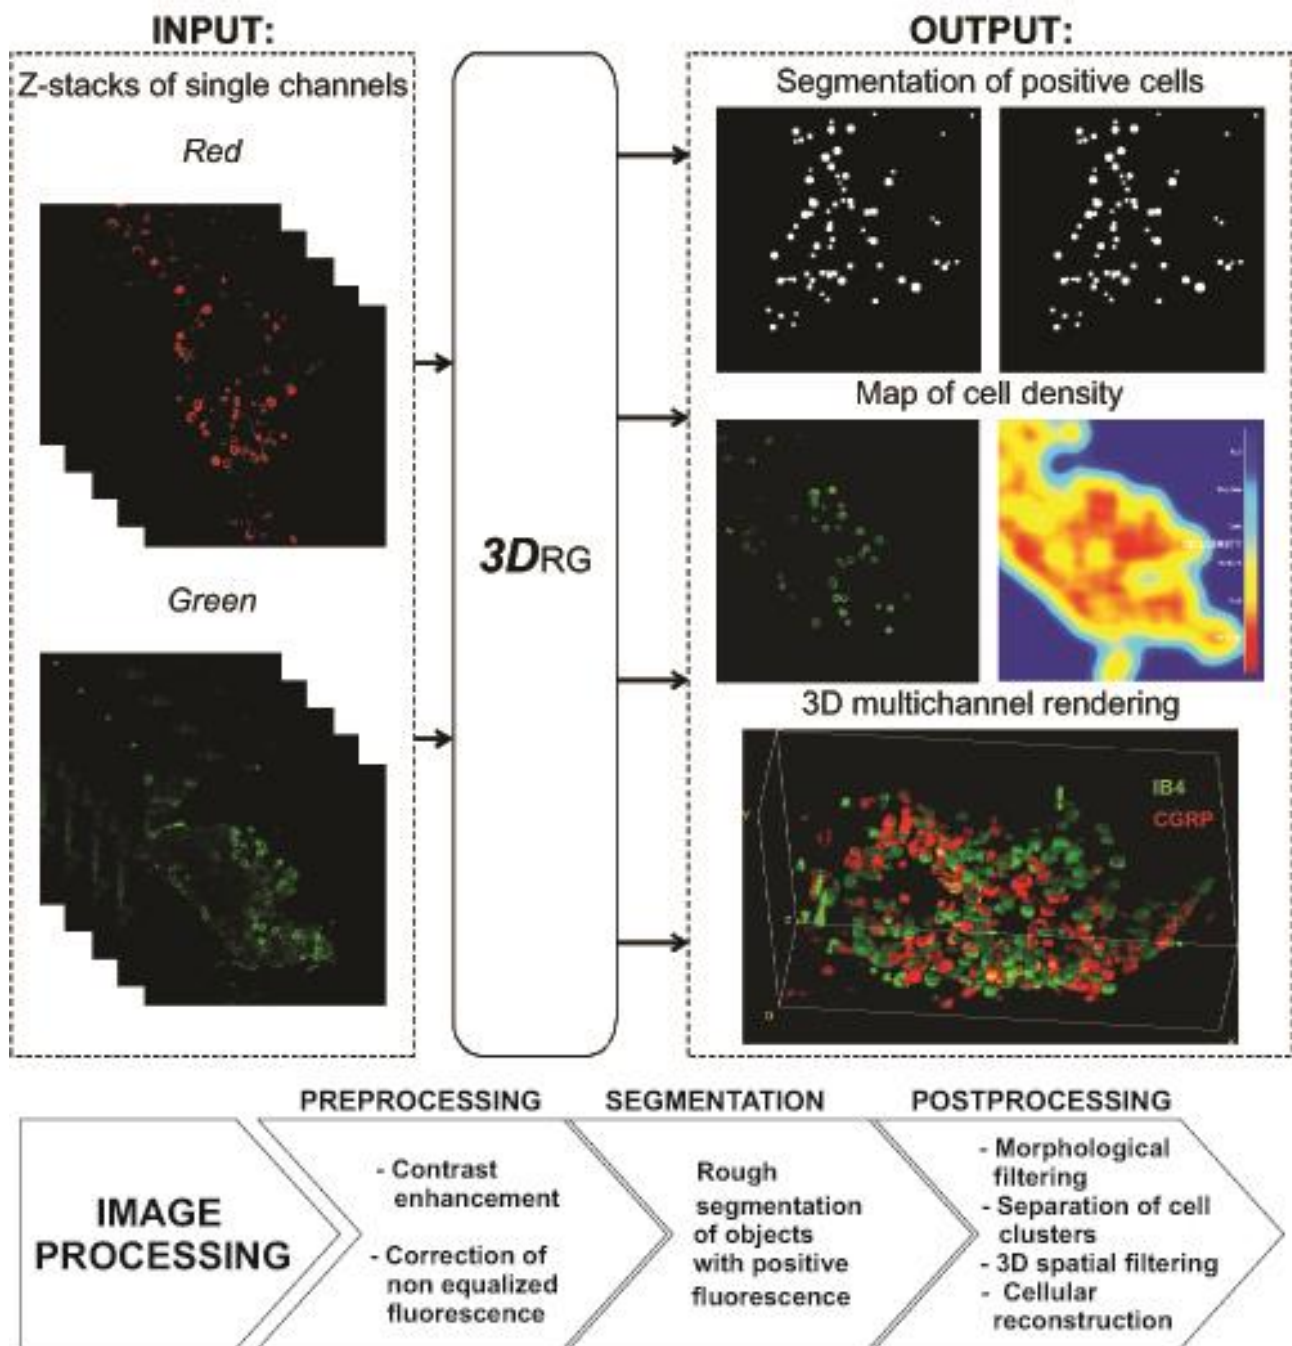 INPUT:
Z-stacks of single channels
Red
Green
3DRG
OUTPUT:
Segmentation of positive cells
Map of cell density
3D multichannel rendering
IB4
CGRP
PREPROCESSING
SEGMENTATION
POSTPROCESSING
IMAGE
PROCESSING
- Contrast
enhancement
- Correction of
non equalized
fluorescence
Rough
segmentation
of objects
with positive
fluorescence
- Morphological
filtering
- Separation of cell
clusters
- 3D spatial filtering
- Cellular
reconstruction